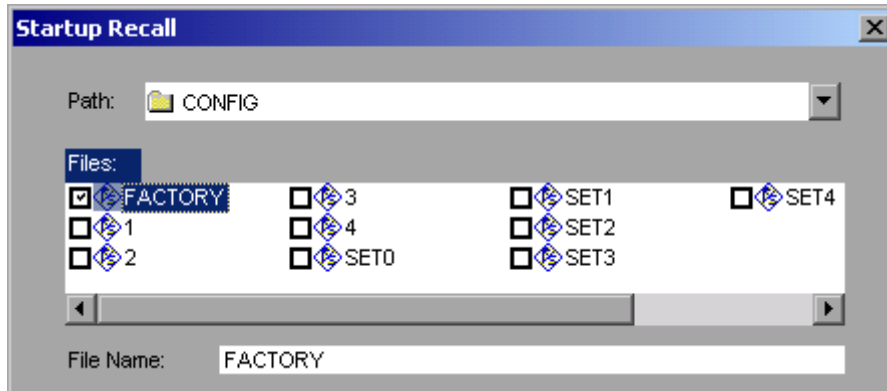 Startup Recall
Path: CONFIG
Files:
FACTORY 3 SET1 SET4
1 4 SET2
2 SET0 SET3
File Name: FACTORY